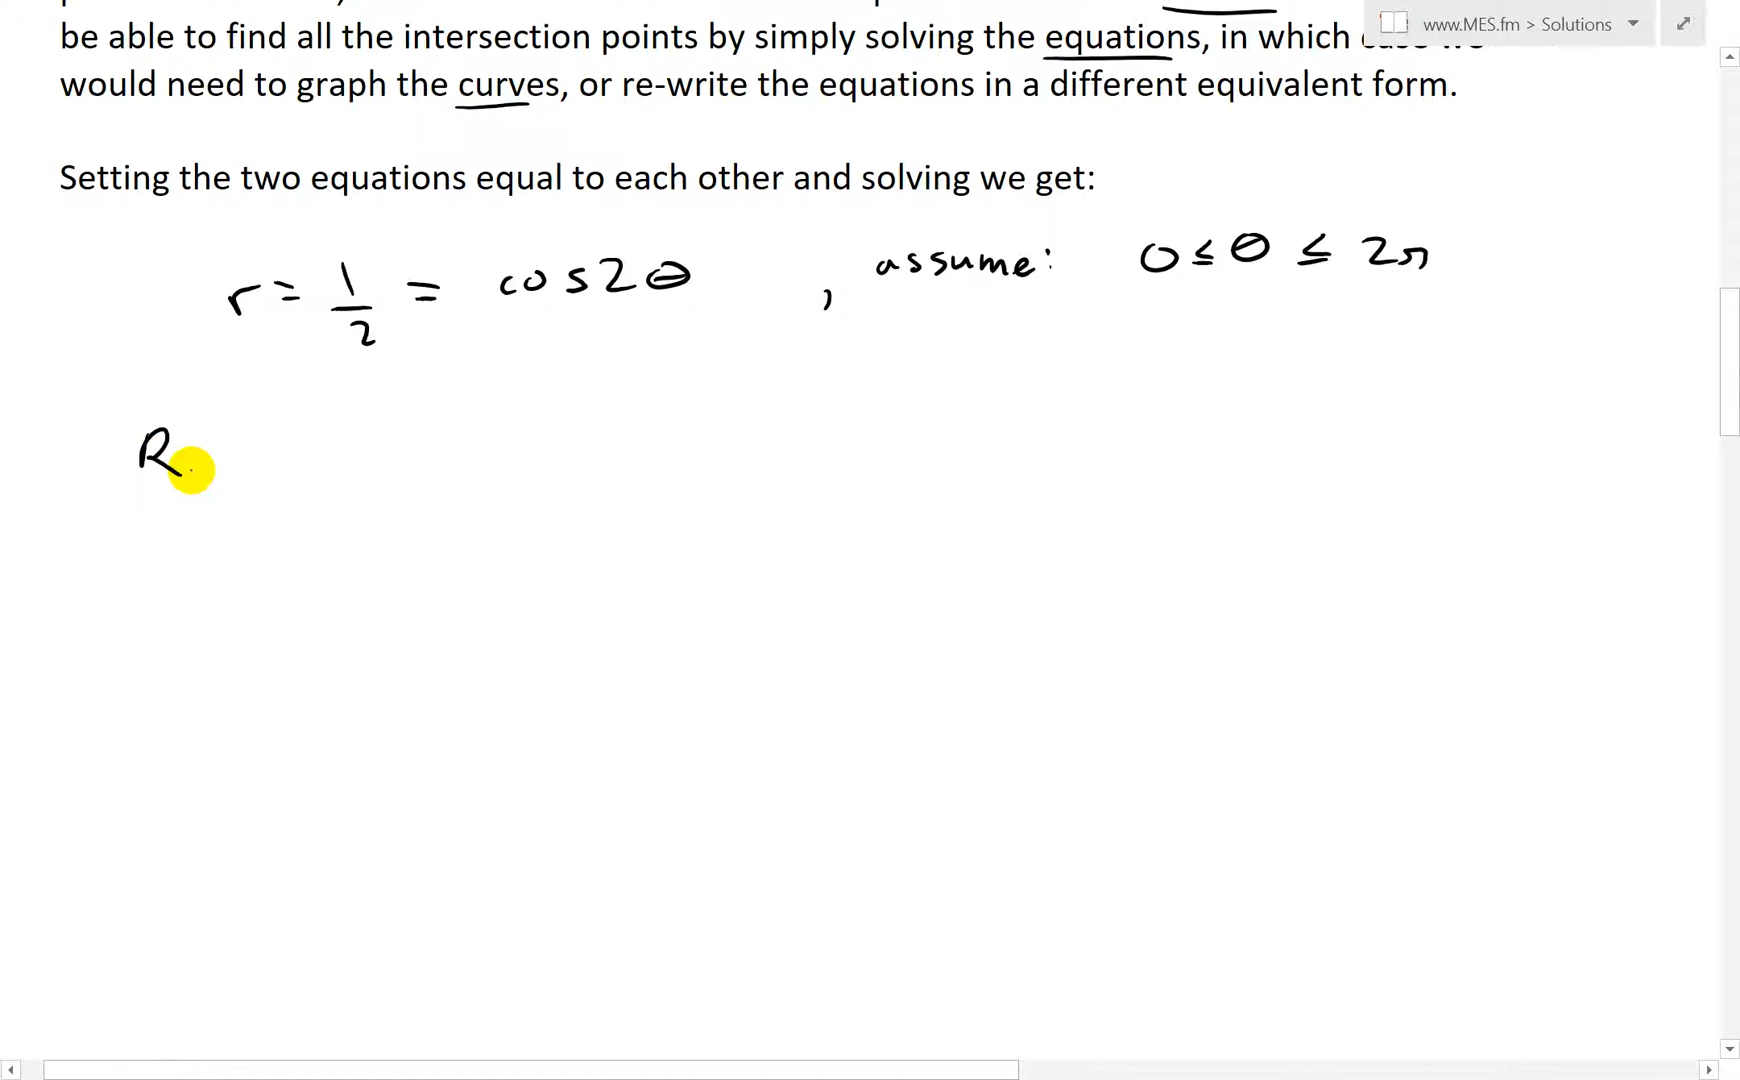 www.MES.fm > Solutions
be able to find all the intersection points by simply solving the equations, in which
would need to graph the curves, or re-write the equations in a different equivalent form.
Setting the two equations equal to each other and solving we get:
r = 1/2 = cos2θ , assume: 0 ≤ θ ≤ 2π
R